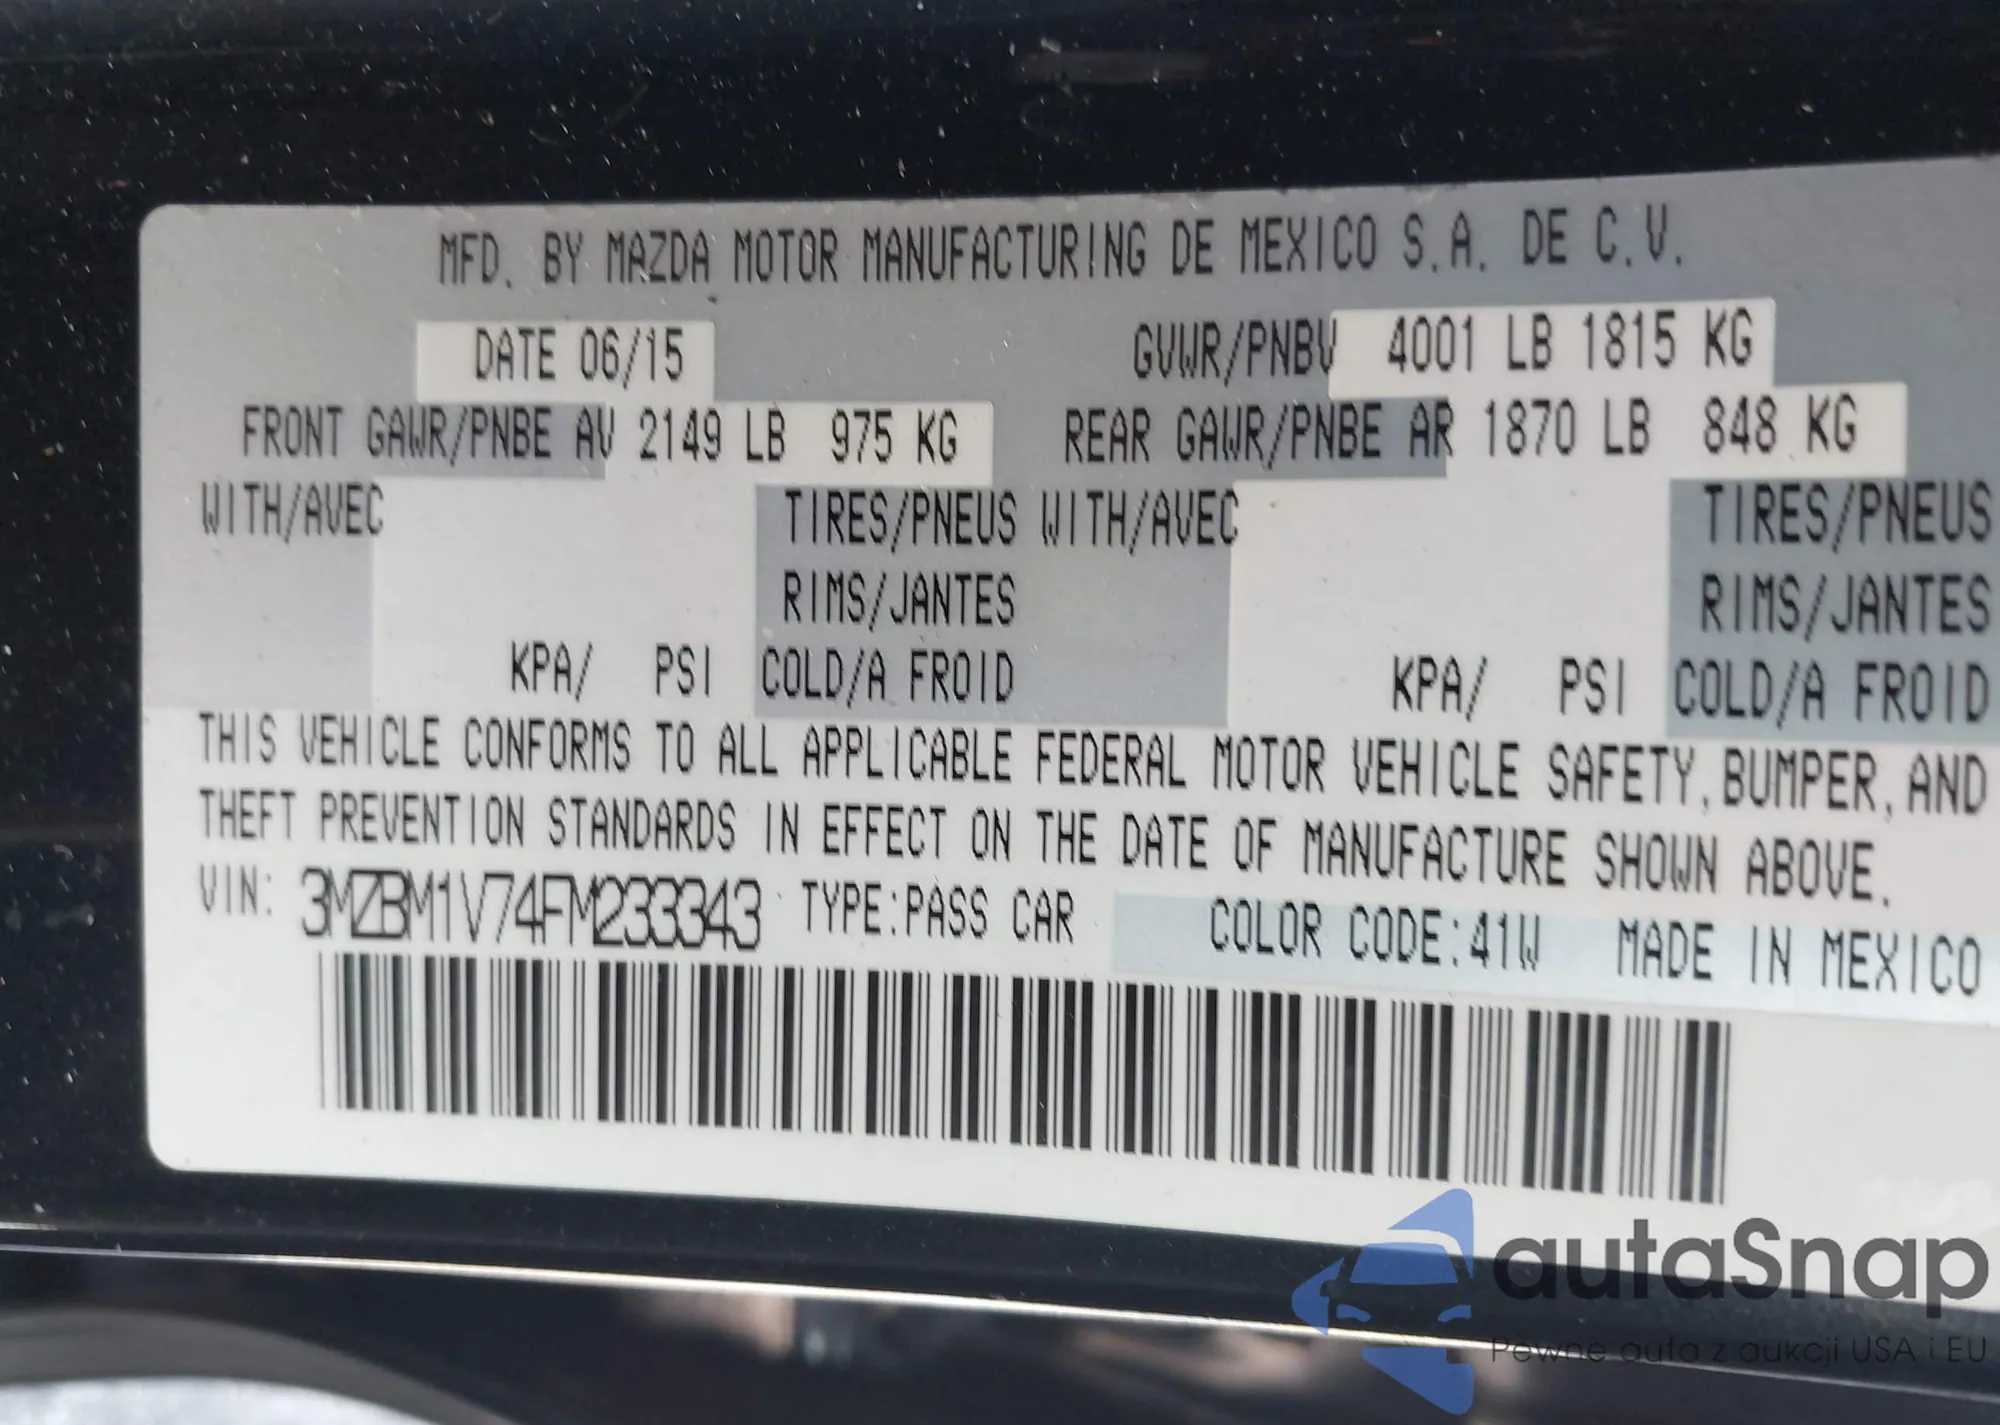 MFD. BY MAZDA MOTOR MANUFACTURING DE MEXICO S.A. DE C.V.
DATE 06/15 GVWR/PNBV 4001 LB 1815 KG
FRONT GAWR/PNBE AV 2149 LB 975 KG REAR GAWR/PNBE AR 1870 LB 848 KG
WITH/AVEC TIRES/PNEUS WITH/AVEC TIRES/PNEUS
RIMS/JANTES RIMS/JANTES
KPA/ PSI COLD/A FROID KPA/ PSI COLD/A FROID
THIS VEHICLE CONFORMS TO ALL APPLICABLE FEDERAL MOTOR VEHICLE SAFETY, BUMPER, AND
THEFT PREVENTION STANDARDS IN EFFECT ON THE DATE OF MANUFACTURE SHOWN ABOVE.
VIN: 3MZBM1V74FM233343 TYPE:PASS CAR COLOR CODE:41W MADE IN MEXICO
autaSnap
Pewne auta z aukcji USA i EU